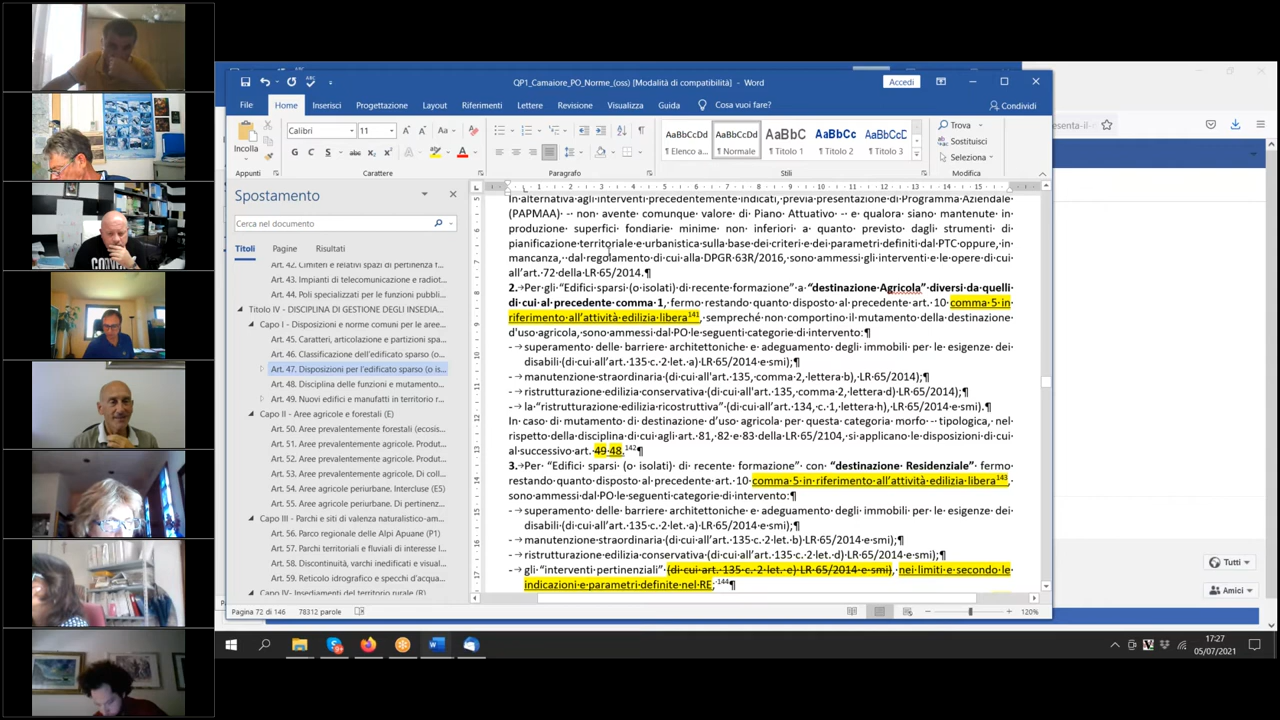 QP1_Camaiore_PO_Norme_(oss) [Modalità di compatibilità] - Word
Accedi
File Home Inserisci Progettazione Layout Riferimenti Lettere Revisione Visualizza Guida Cosa vuoi fare? Condividi
Incolla
Calibri 11
AaBbCcDd AaBbCcDd AaBbC AaBbCc AaBbCcD
¶ Elenco a... ¶ Normale ¶ Titolo 1 ¶ Titolo 2 ¶ Titolo 3
Trova
Sostituisci
Seleziona
Appunti Carattere Paragrafo Stili Modifica
Spostamento
Cerca nel documento
Titoli Pagine Risultati
Art. 42. Limiti e relativi spazi di pertinenza f...
Art. 43. Impianti di telecomunicazione e radiot...
Art. 44. Poli specializzati per le funzioni pubbli...
Titolo IV - DISCIPLINA DI GESTIONE DEGLI INSEDIA...
Capo I - Disposizioni e norme comuni per le aree...
Art. 45. Caratteri, articolazione e partizioni spa...
Art. 46. Classificazione dell'edificato sparso (o...
Art. 47. Disposizioni per l'edificato sparso (o is...
Art. 48. Disciplina delle funzioni e mutamento...
Art. 49. Nuovi edifici e manufatti in territorio r...
Capo II - Aree agricole e forestali (E)
Art. 50. Aree prevalentemente forestali (ecosis...
Art. 51. Aree prevalentemente agricole. Produt...
Art. 52. Aree prevalentemente agricole. Produt...
Art. 53. Aree prevalentemente agricole. Di coll...
Art. 54. Aree prevalentemente agricole. Intercluse (E5)
Art. 55. Aree agricole periurbane. Di pertinenz...
Capo III - Parchi e siti di valenza naturalistico-am...
Art. 56. Parco regionale delle Alpi Apuane (P1)
Art. 57. Parchi territoriali e fluviali di interesse l...
Art. 58. Discontinuità, varchi inedificati e visual...
Art. 59. Reticolo idrografico e specchi d'acqua...
Capo IV - Insediamenti del territorio rurale (R)
In alternativa agli interventi precedentemente indicati, previa presentazione di Programma Aziendale
(PAPMAA) -- non avente comunque valore di Piano Attuativo -- e qualora siano mantenute in
produzione superfici fondiarie minime non inferiori a quanto previsto dagli strumenti di
pianificazione territoriale e urbanistica sulla base dei criteri e dei parametri definiti dal PTC oppure, in
mancanza, dal regolamento di cui alla DPGR 63R/2016, sono ammessi gli interventi e le opere di cui
all'art. 72 della LR 65/2014.¶
2. Per gli "Edifici sparsi (o isolati) di recente formazione" a "destinazione Agricola" diversi da quelli
di cui al precedente comma 1, fermo restando quanto disposto al precedente art. 10 comma 5 in
riferimento all'attività edilizia libera141, sempreché non comportino il mutamento della destinazione
d'uso agricola, sono ammessi dal PO le seguenti categorie di intervento:¶
- → superamento delle barriere architettoniche e adeguamento degli immobili per le esigenze dei
disabili (di cui all'art. 135 c. 2 let. a) LR 65/2014 e smi);¶
- → manutenzione straordinaria (di cui all'art. 135, comma 2, lettera b), LR 65/2014);¶
- → ristrutturazione edilizia conservativa (di cui all'art. 135, comma 2, lettera d) LR 65/2014);¶
- → la "ristrutturazione edilizia ricostruttiva" (di cui all'art. 134, c. 1, lettera h), LR 65/2014 e smi).¶
In caso di mutamento di destinazione d'uso agricola per questa categoria morfo - tipologica, nel
rispetto della disciplina di cui agli art. 81, 82 e 83 della LR 65/2104, si applicano le disposizioni di cui
al successivo art. 49 48.142¶
3. Per "Edifici sparsi (o isolati) di recente formazione" con "destinazione Residenziale" fermo
restando quanto disposto al precedente art. 10 comma 5 in riferimento all'attività edilizia libera143,
sono ammessi dal PO le seguenti categorie di intervento:¶
- → superamento delle barriere architettoniche e adeguamento degli immobili per le esigenze dei
disabili (di cui all'art. 135 c. 2 let. a) LR 65/2014 e smi);¶
- → manutenzione straordinaria (di cui all'art. 135 c. 2 let. b) LR 65/2014 e smi);¶
- → ristrutturazione edilizia conservativa (di cui all'art. 135 c. 2 let. d) LR 65/2014 e smi);¶
- → gli "interventi pertinenziali" (di cui art. 135 c. 2 let. e) LR 65/2014 e smi), nei limiti e secondo le
indicazioni e parametri definite nel RE; 144¶
Pagina 72 di 146 78312 parole
120%
Tutti
Amici
17:27
05/07/2021